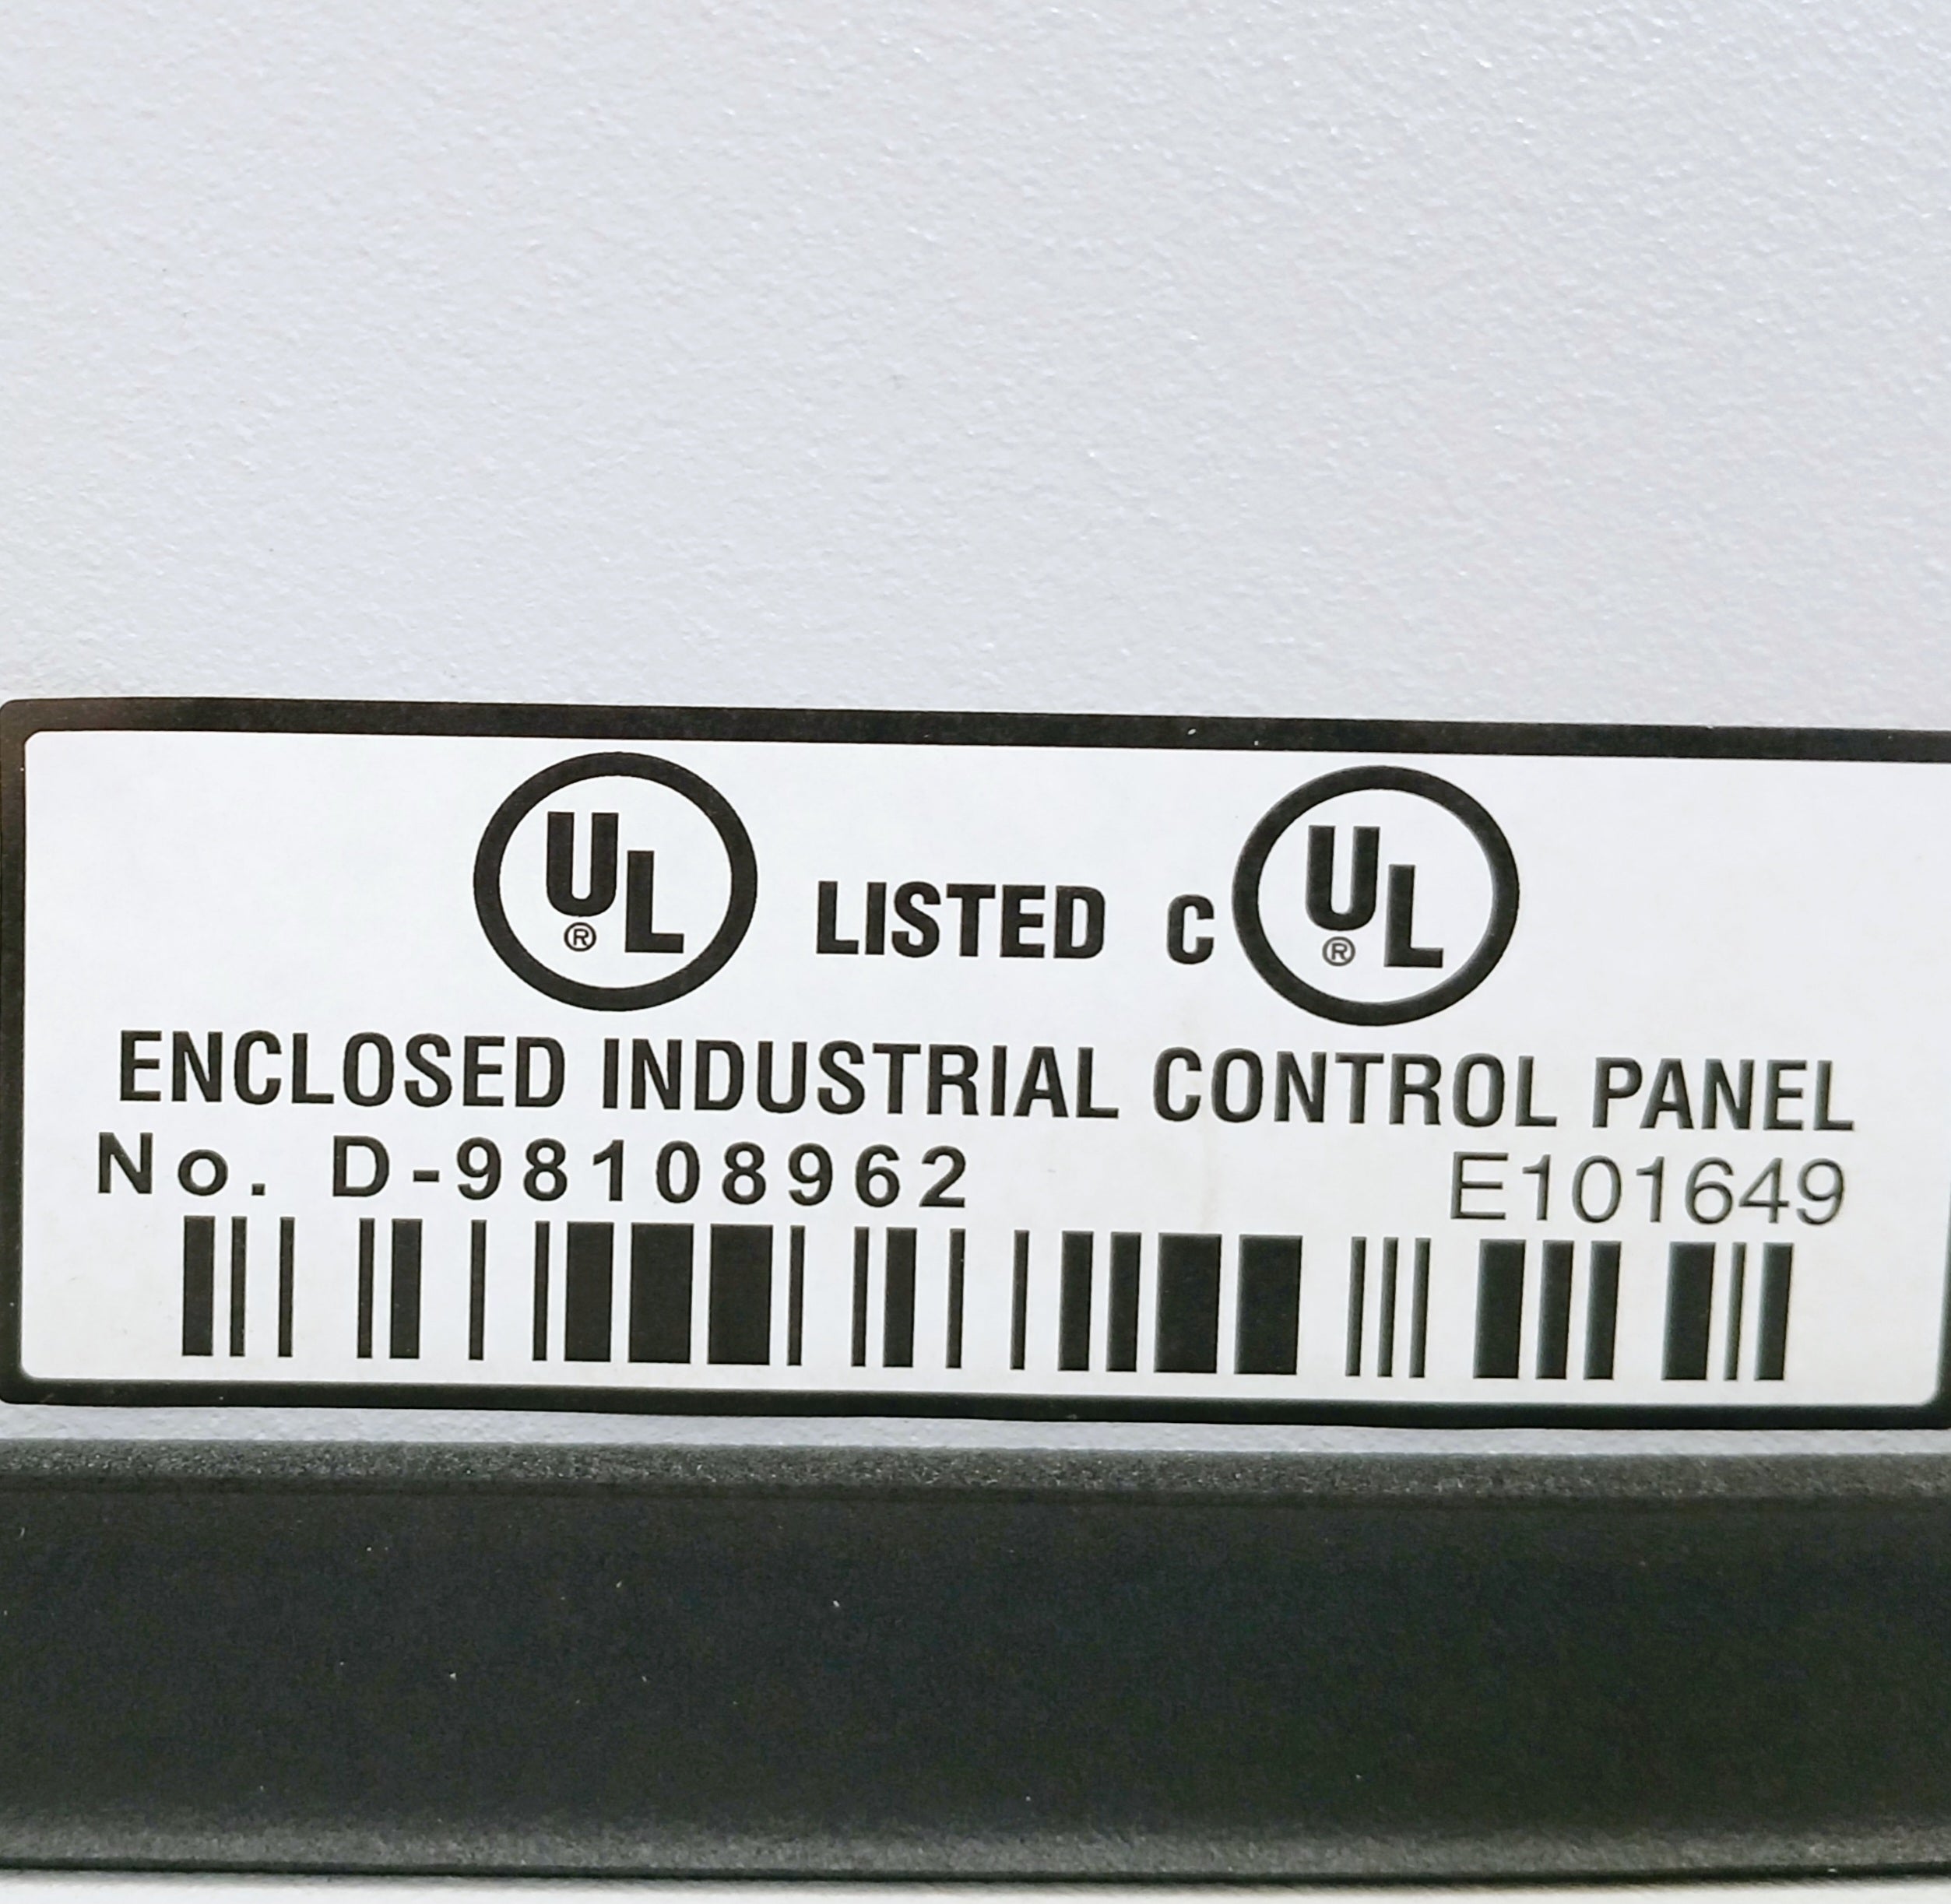 UL® LISTED C UL®
ENCLOSED INDUSTRIAL CONTROL PANEL
No. D-98108962 E101649